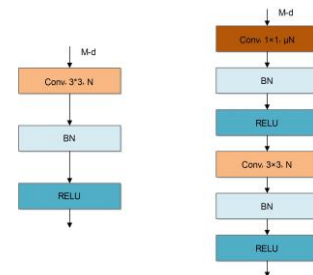 M-d
Conv, 3*3, N
BN
RELU
M-d
Conv, 1×1, μN
BN
RELU
Conv, 3×3, N
BN
RELU